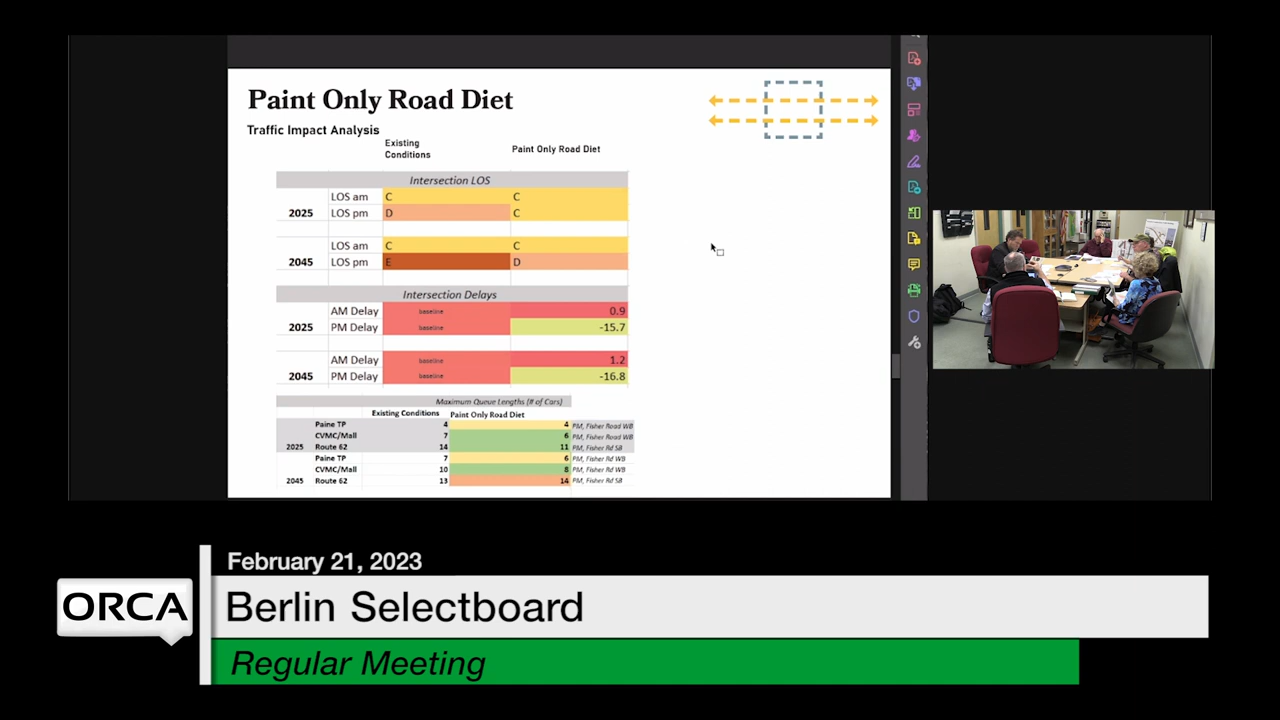 Paint Only Road Diet
Traffic Impact Analysis
Existing
Conditions
Paint Only Road Diet
Intersection LOS
LOS am C C
2025 LOS pm D C
LOS am C C
2045 LOS pm E D
Intersection Delays
AM Delay baseline 0.9
2025 PM Delay baseline -15.7
AM Delay baseline 1.2
2045 PM Delay baseline -16.8
Maximum Queue Lengths (# of Cars)
Existing Conditions Paint Only Road Diet
Paine TP 4 4 PM, Fisher Road WB
CVMC/Mall 7 6 PM, Fisher Road WB
2025 Route 62 14 11 PM, Fisher Rd SB
Paine TP 7 6 PM, Fisher Rd WB
CVMC/Mall 10 8 PM, Fisher Rd WB
2045 Route 62 13 14 PM, Fisher Rd SB
February 21, 2023
ORCA
Berlin Selectboard
Regular Meeting